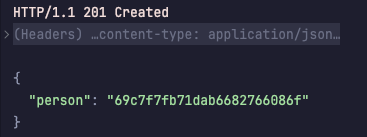 HTTP/1.1 201 Created
(Headers) …content-type: application/json…
{
"person": "69c7f7fb71dab6682766086f"
}